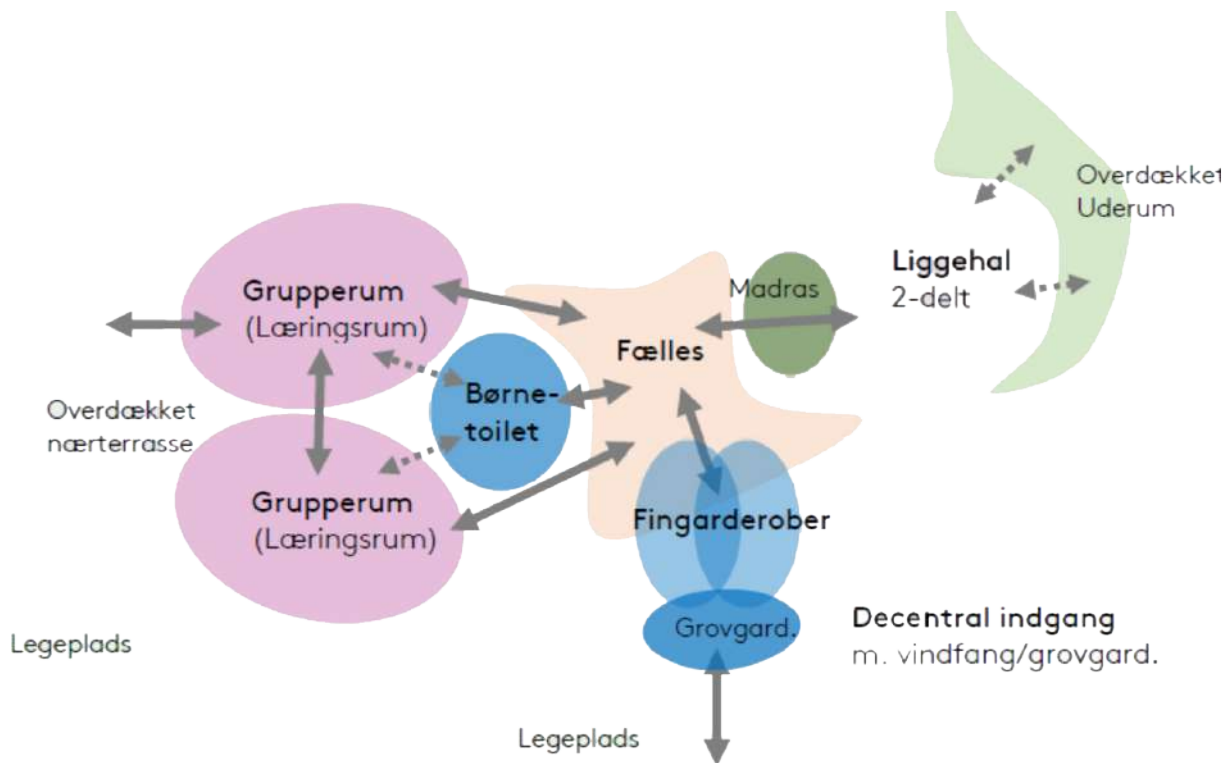 Overdækket
Uderum
Liggehal
2-delt
Madras
Grupperum
(Læringsrum)
Fælles
Børne-
toilet
Overdækket
nærterrasse
Grupperum
(Læringsrum)
Fingarderober
Grovgard.
Decentral indgang
m. vindfang/grovgard.
Legeplads
Legeplads